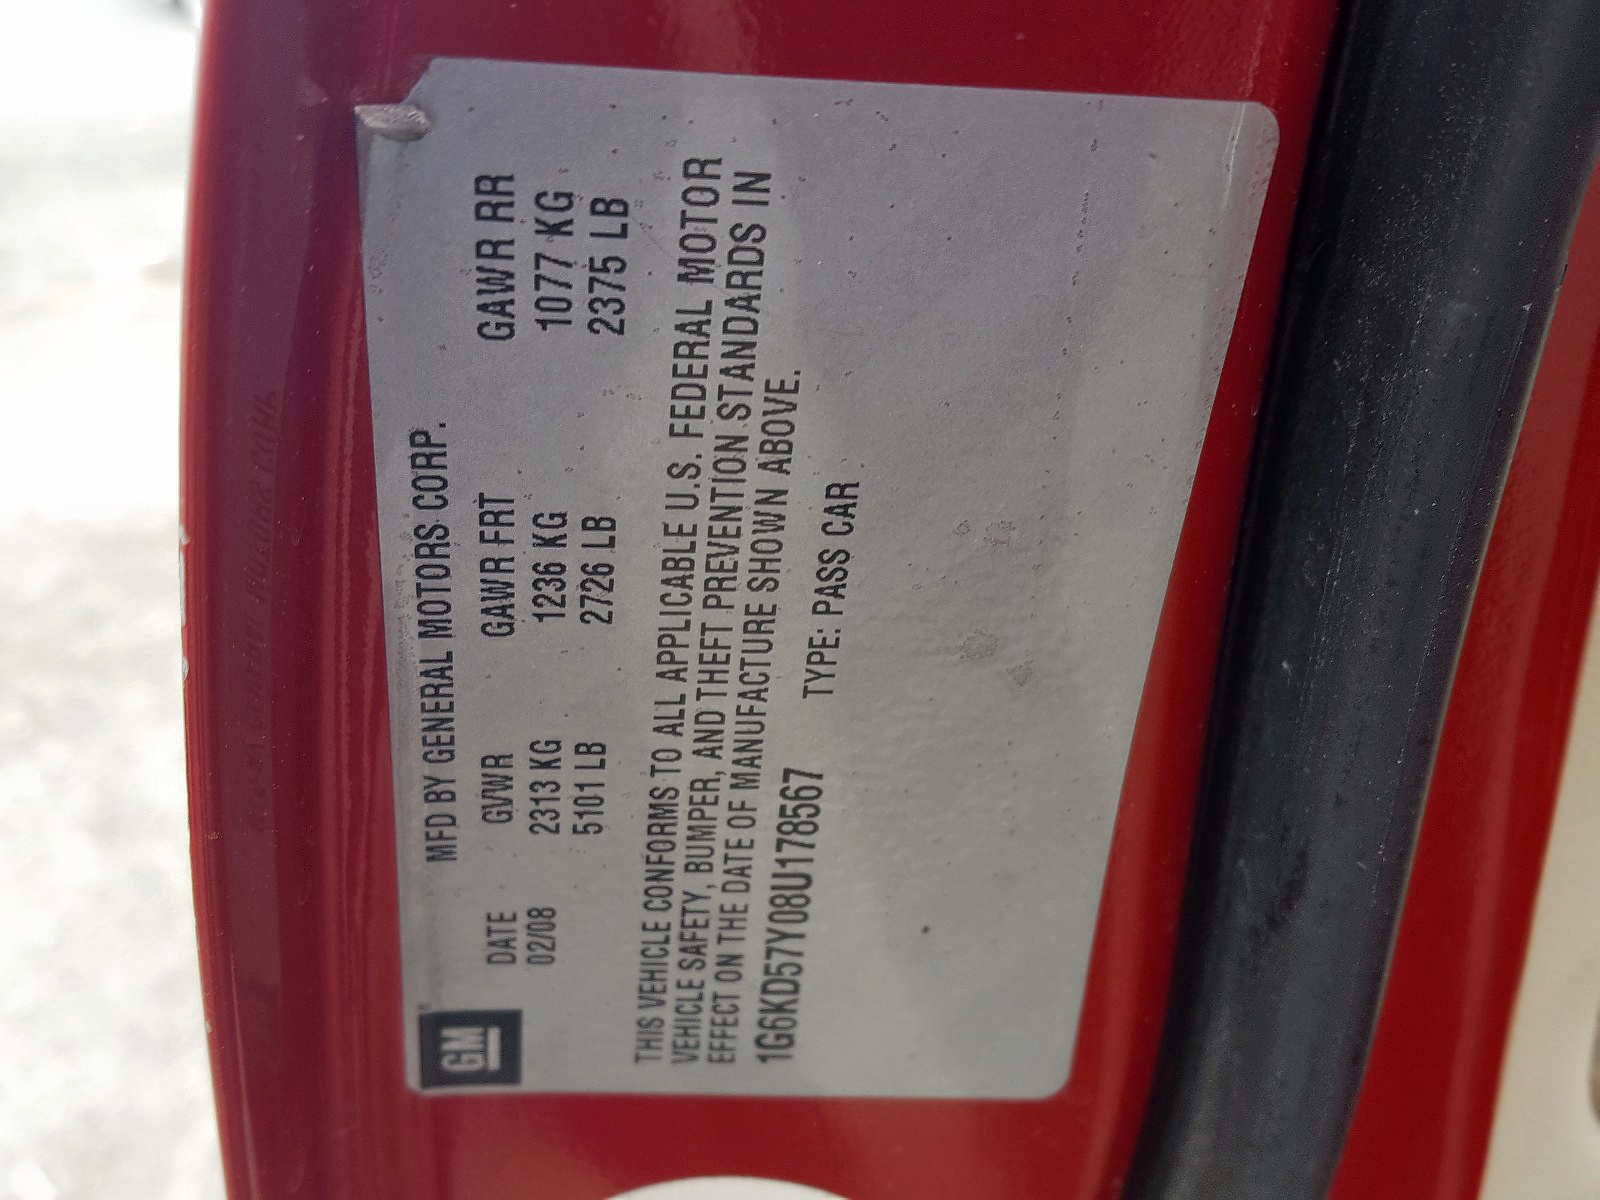 GM
MFD BY GENERAL MOTORS CORP.
DATE GVWR GAWR FRT GAWR RR
02/08 2313 KG 1236 KG 1077 KG
5101 LB 2726 LB 2375 LB
THIS VEHICLE CONFORMS TO ALL APPLICABLE U.S. FEDERAL MOTOR
VEHICLE SAFETY, BUMPER, AND THEFT PREVENTION STANDARDS IN
EFFECT ON THE DATE OF MANUFACTURE SHOWN ABOVE.
1G6KD57Y08U178567 TYPE: PASS CAR